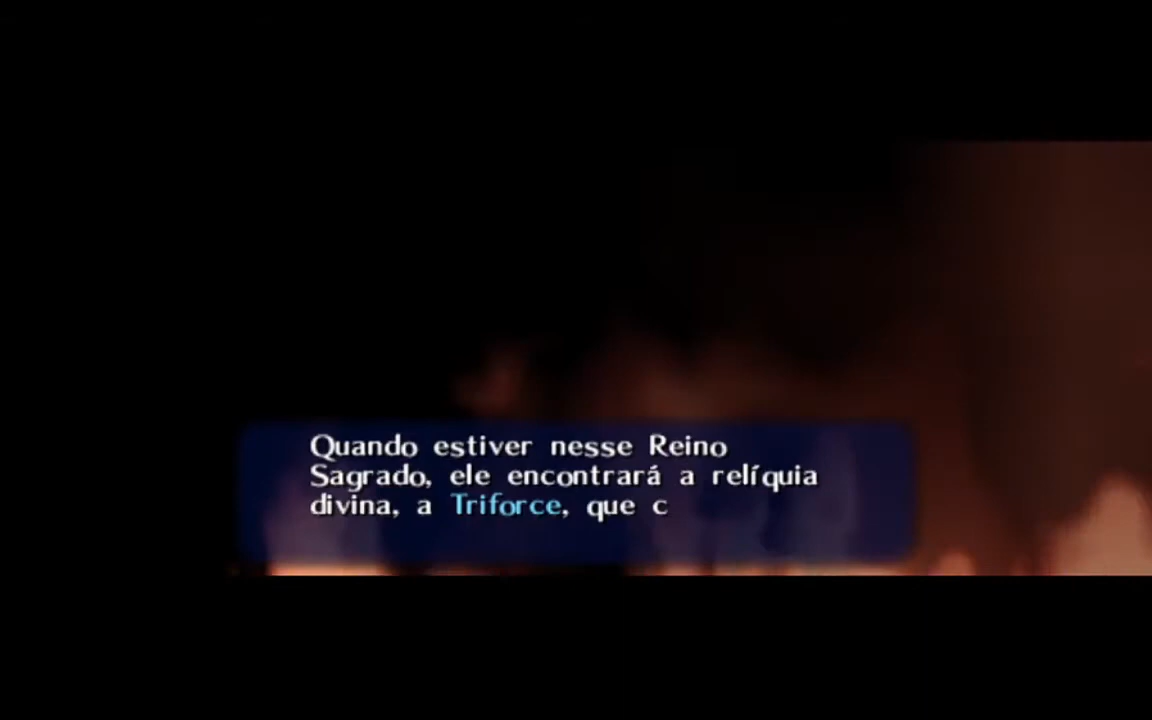 Quando estiver nesse Reino
Sagrado, ele encontrará a relíquia
divina, a Triforce, que c